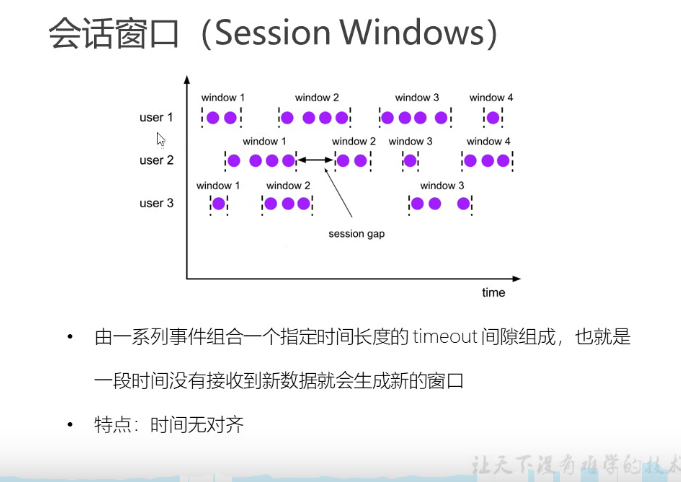 会话窗口（Session Windows）
window 1 window 2 window 3 window 4
user 1
window 1 window 2 window 3 window 4
user 2
window 1 window 2 window 3
user 3
session gap
time
• 由一系列事件组合一个指定时间长度的 timeout 间隙组成，也就是
一段时间没有接收到新数据就会生成新的窗口
• 特点：时间无对齐
让天下没有难学的技术